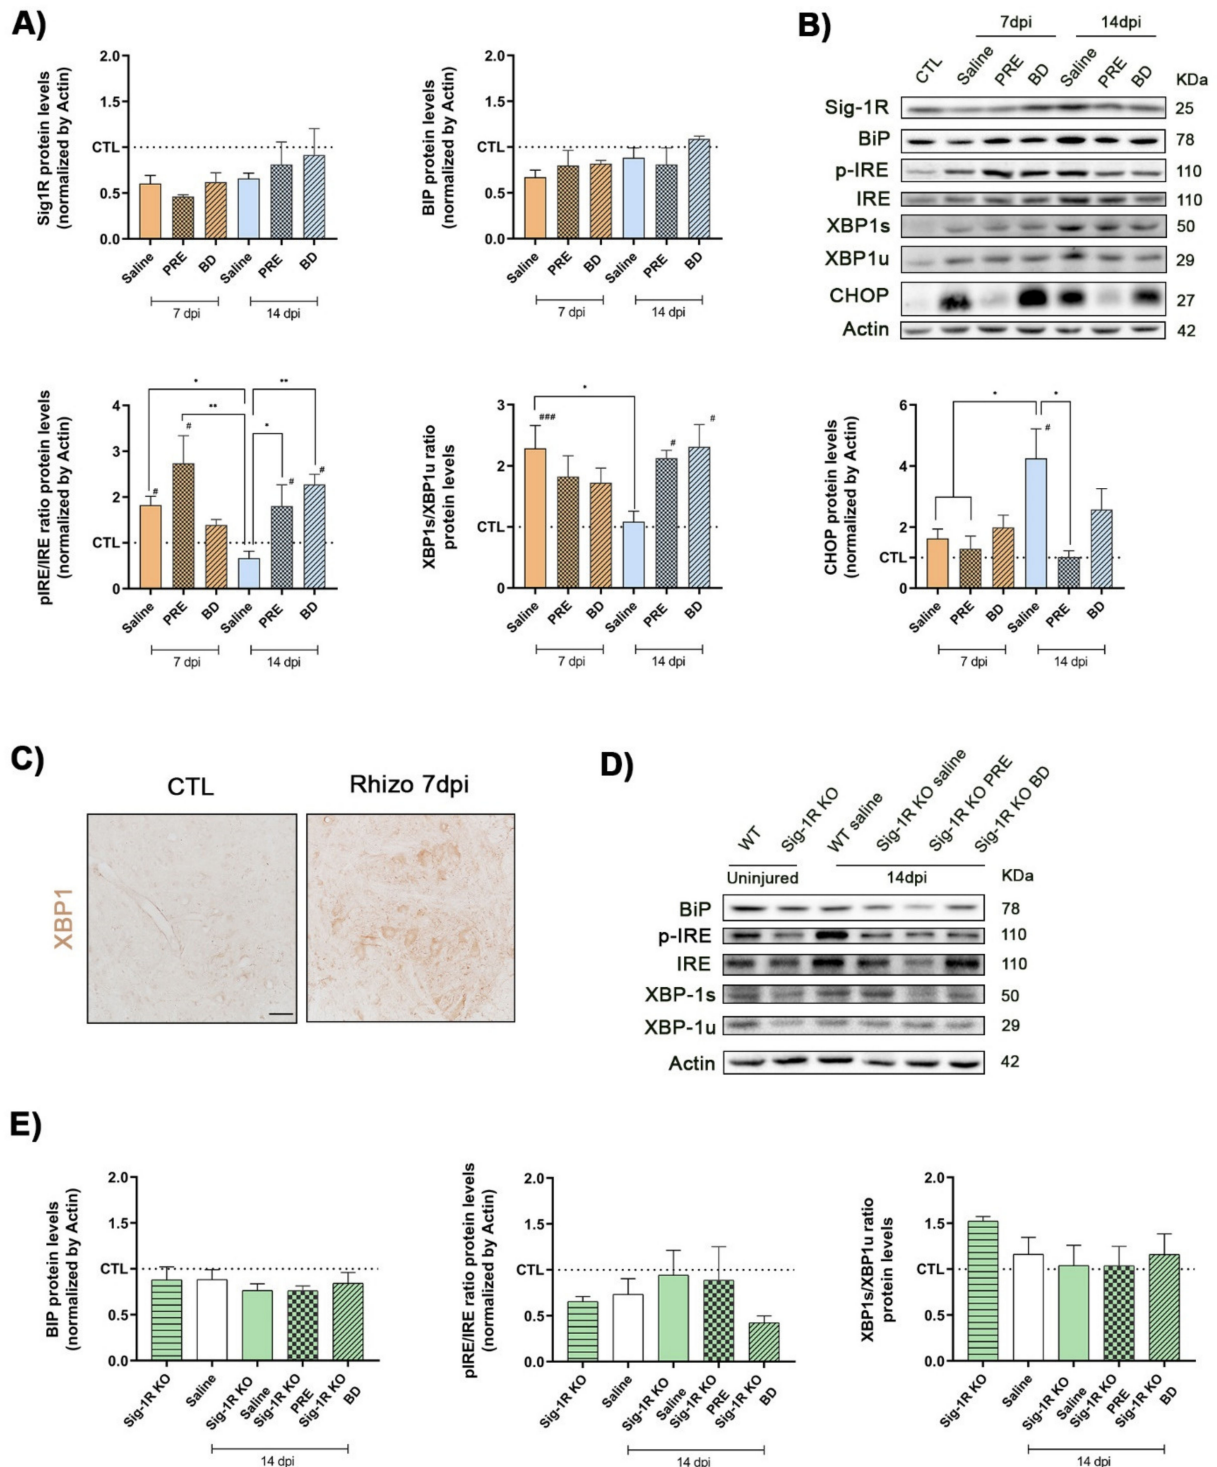 A)
Sig1R protein levels
(normalized by Actin)
2.0
1.5
CTL
0.5
0.0
Saline
PRE
BD
Saline
PRE
BD
7 dpi
14 dpi
BIP protein levels
(normalized by Actin)
2.0
1.5
CTL
0.5
0.0
Saline
PRE
BD
Saline
PRE
BD
7 dpi
14 dpi
B)
7dpi
14dpi
CTL
Saline
PRE
BD
Saline
PRE
BD
KDa
Sig-1R
25
BiP
78
p-IRE
110
IRE
110
XBP1s
50
XBP1u
29
CHOP
27
Actin
42
pIRE/IRE ratio protein levels
(normalized by Actin)
4
3
2
CTL
0
*
**
**
*
#
#
#
#
Saline
PRE
BD
Saline
PRE
BD
7 dpi
14 dpi
XBP1s/XBP1u ratio
protein levels
3
2
CTL
0
*
###
#
#
Saline
PRE
BD
Saline
PRE
BD
7 dpi
14 dpi
CHOP protein levels
(normalized by Actin)
6
4
2
CTL
0
*
*
#
Saline
PRE
BD
Saline
PRE
BD
7 dpi
14 dpi
C)
CTL
Rhizo 7dpi
XBP1
D)
WT
Sig-1R KO
WT saline
Sig-1R KO saline
Sig-1R KO PRE
Sig-1R KO BD
Uninjured
14dpi
KDa
BiP
78
p-IRE
110
IRE
110
XBP-1s
50
XBP-1u
29
Actin
42
E)
BIP protein levels
(normalized by Actin)
2.0
1.5
CTL
0.5
0.0
Sig-1R KO
Saline
Sig-1R KO
Saline
Sig-1R KO
PRE
Sig-1R KO
BD
14 dpi
pIRE/IRE ratio protein levels
(normalized by Actin)
2.0
1.5
CTL
0.5
0.0
Sig-1R KO
Saline
Sig-1R KO
Saline
Sig-1R KO
PRE
Sig-1R KO
BD
14 dpi
XBP1s/XBP1u ratio
protein levels
2.0
1.5
CTL
0.5
0.0
Sig-1R KO
Saline
Sig-1R KO
Saline
Sig-1R KO
PRE
Sig-1R KO
BD
14 dpi